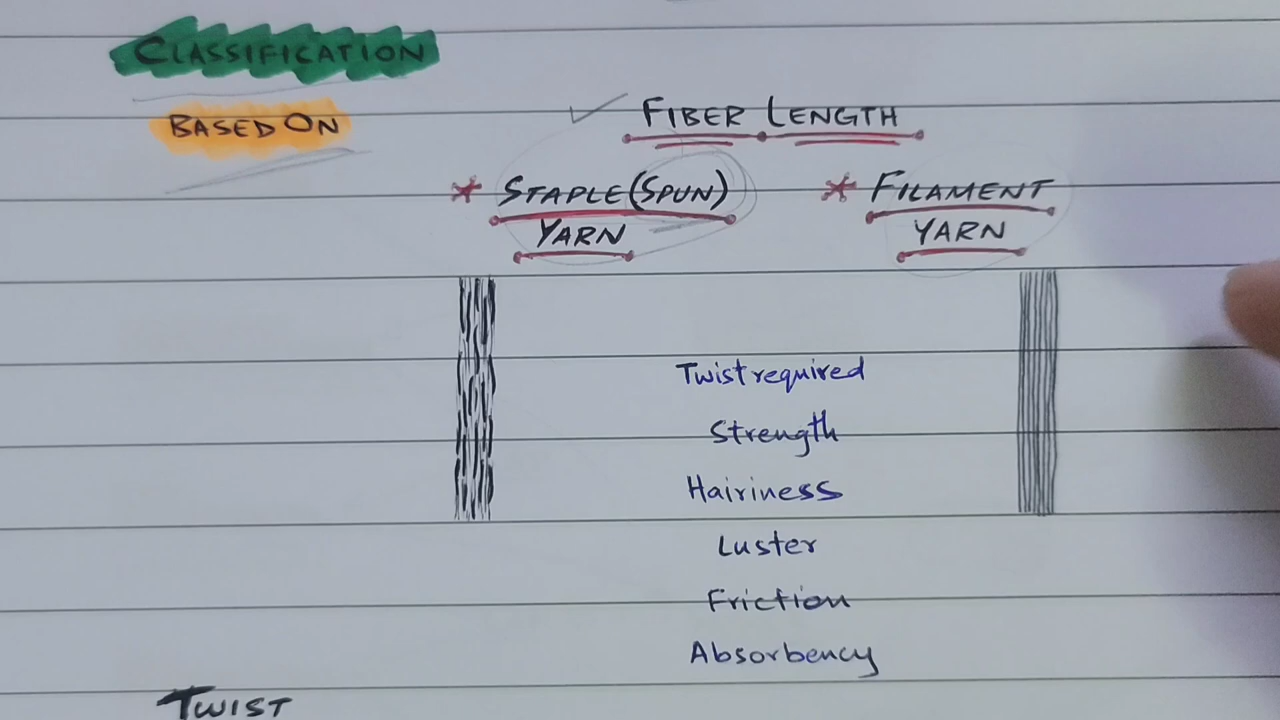 CLASSIFICATION
BASED ON
FIBER LENGTH
* STAPLE (SPUN) YARN
* FILAMENT YARN
Twist required
Strength
Hairiness
Luster
Friction
Absorbency
TWIST